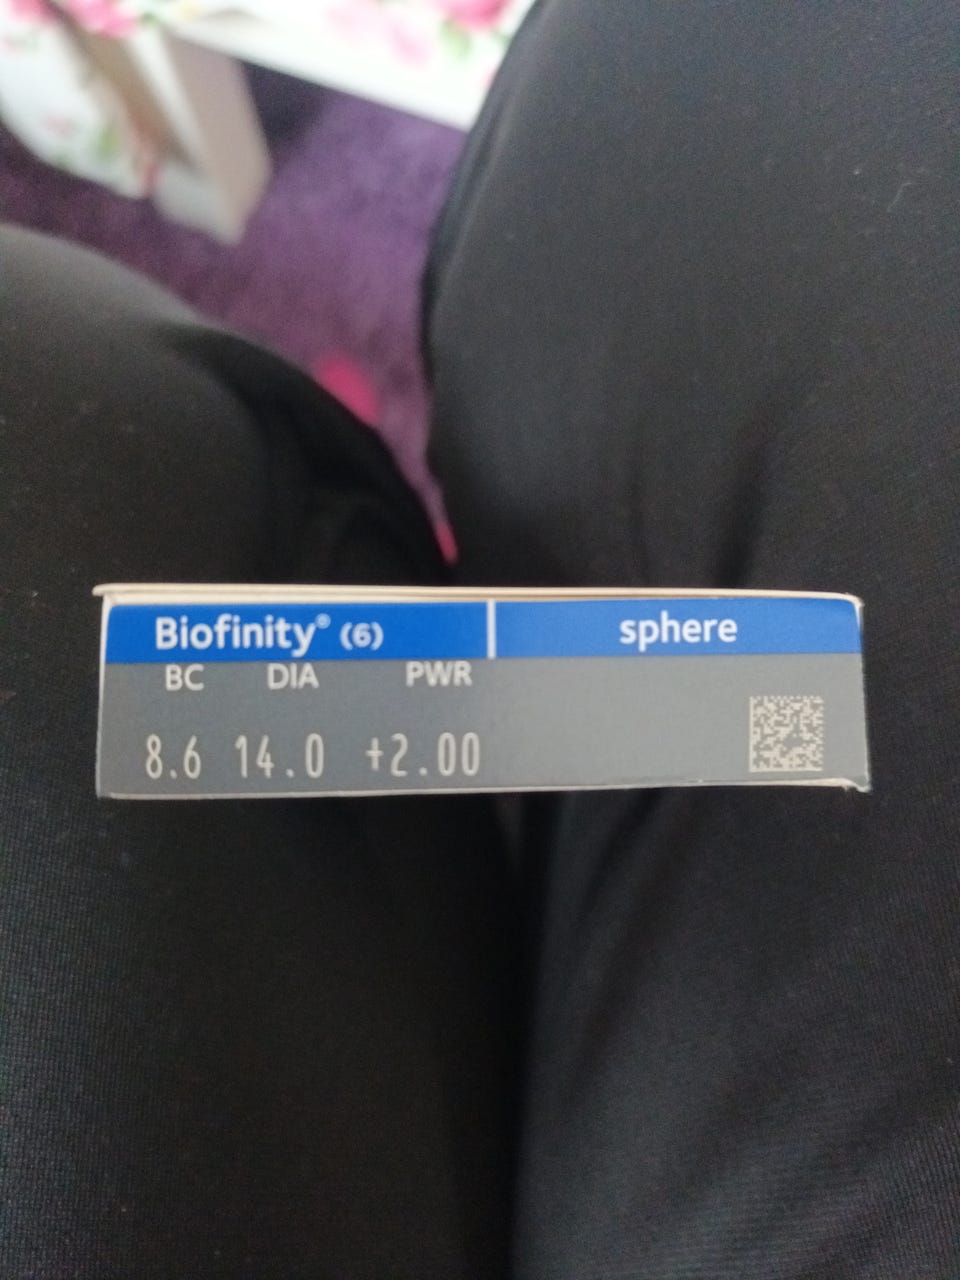 Biofinity® (6) sphere
BC DIA PWR
8.6 14.0 +2.00